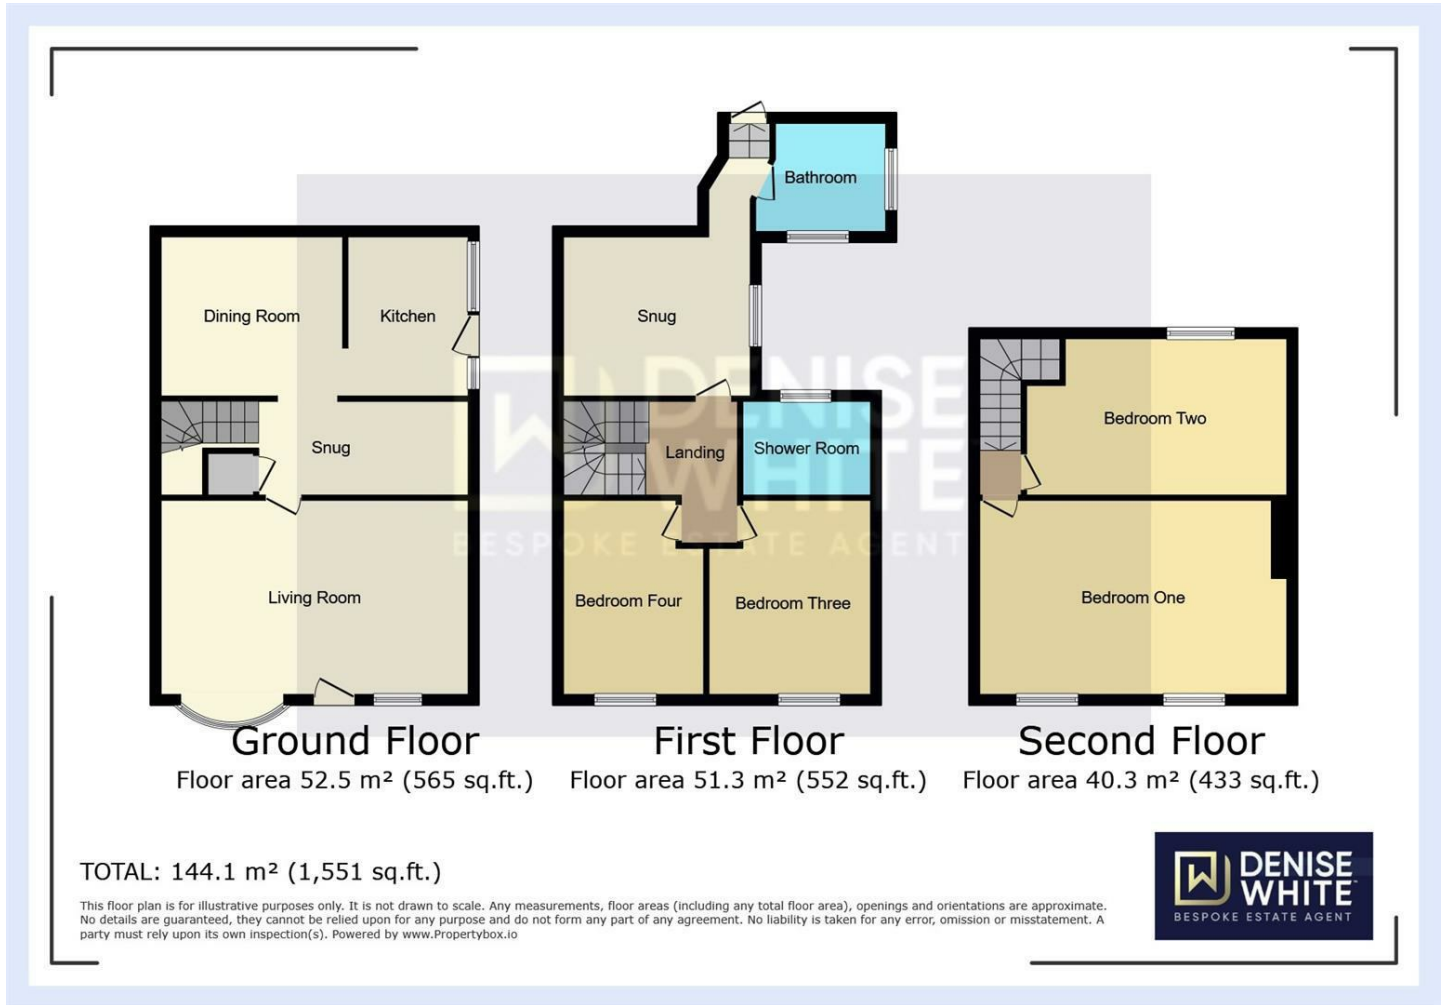 Bathroom
Dining Room
Kitchen
Snug
Snug
Landing
Shower Room
Bedroom Two
Living Room
Bedroom Four
Bedroom Three
Bedroom One
DENISE
WHITE
BESPOKE ESTATE AGENT
Ground Floor
Floor area 52.5 m² (565 sq.ft.)
First Floor
Floor area 51.3 m² (552 sq.ft.)
Second Floor
Floor area 40.3 m² (433 sq.ft.)
TOTAL: 144.1 m² (1,551 sq.ft.)
This floor plan is for illustrative purposes only. It is not drawn to scale. Any measurements, floor areas (including any total floor area), openings and orientations are approximate.
No details are guaranteed, they cannot be relied upon for any purpose and do not form any part of any agreement. No liability is taken for any error, omission or misstatement. A
party must rely upon its own inspection(s). Powered by www.Propertybox.io
DENISE
WHITE™
BESPOKE ESTATE AGENT